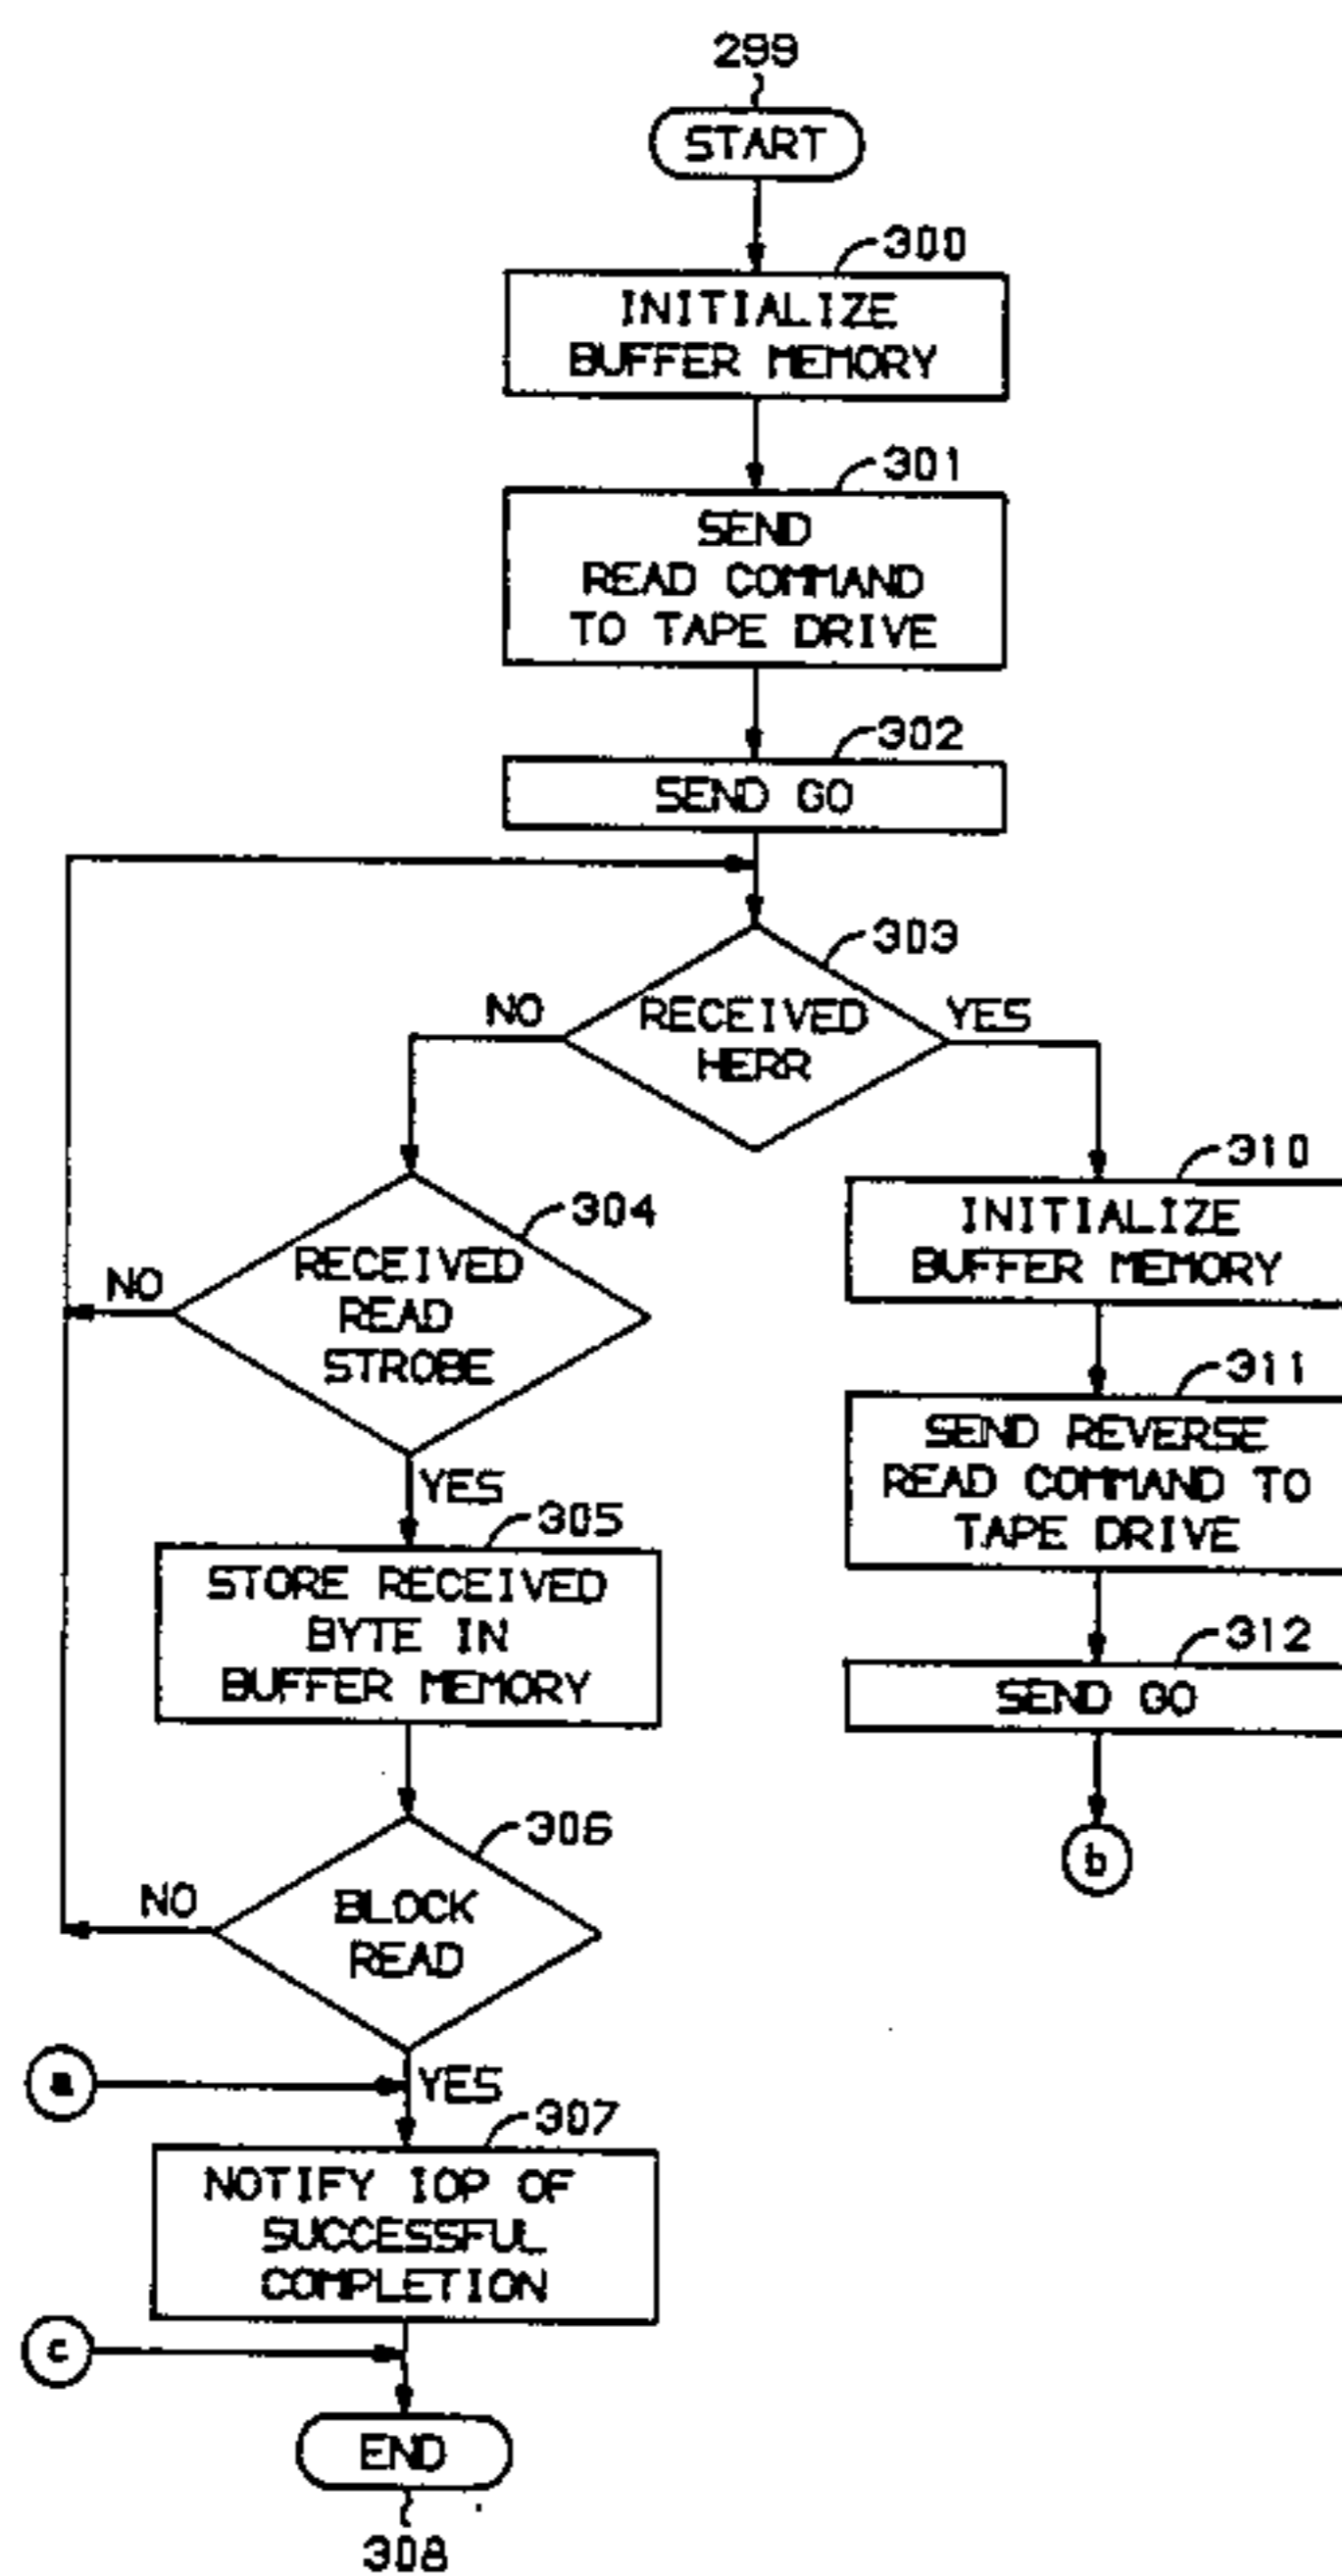 299
START
300
INITIALIZE
BUFFER MEMORY
301
SEND
READ COMMAND
TO TAPE DRIVE
302
SEND GO
303
RECEIVED
HERR
NO
YES
304
RECEIVED
READ
STROBE
NO
YES
305
STORE RECEIVED
BYTE IN
BUFFER MEMORY
306
BLOCK
READ
NO
YES
a
307
NOTIFY IOP OF
SUCCESSFUL
COMPLETION
c
END
308
310
INITIALIZE
BUFFER MEMORY
311
SEND REVERSE
READ COMMAND TO
TAPE DRIVE
312
SEND GO
b